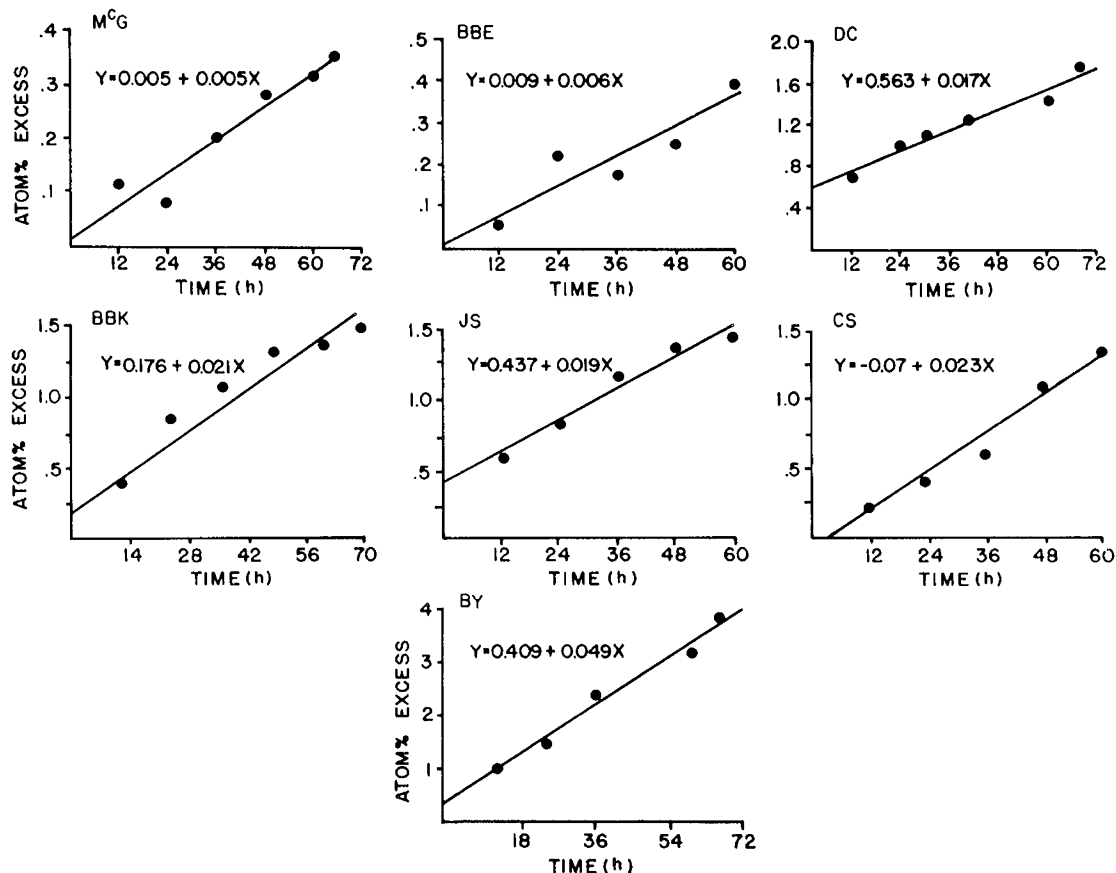 MᶜG
.4
.3
.2
.1
Y=0.005 + 0.005X
ATOM% EXCESS
12 24 36 48 60 72
TIME (h)
BBE
.5
.4
.3
.2
.1
Y=0.009 + 0.006X
12 24 36 48 60
TIME (h)
DC
2.0
1.6
1.2
.8
.4
Y=0.563 + 0.017X
12 24 36 48 60 72
TIME (h)
BBK
1.5
1.0
.5
Y=0.176 + 0.021X
ATOM% EXCESS
14 28 42 56 70
TIME (h)
JS
1.5
1.0
.5
Y=0.437 + 0.019X
12 24 36 48 60
TIME (h)
CS
1.5
1.0
.5
Y=-0.07 + 0.023X
12 24 36 48 60
TIME (h)
BY
4
3
2
1
Y=0.409 + 0.049X
ATOM% EXCESS
18 36 54 72
TIME (h)